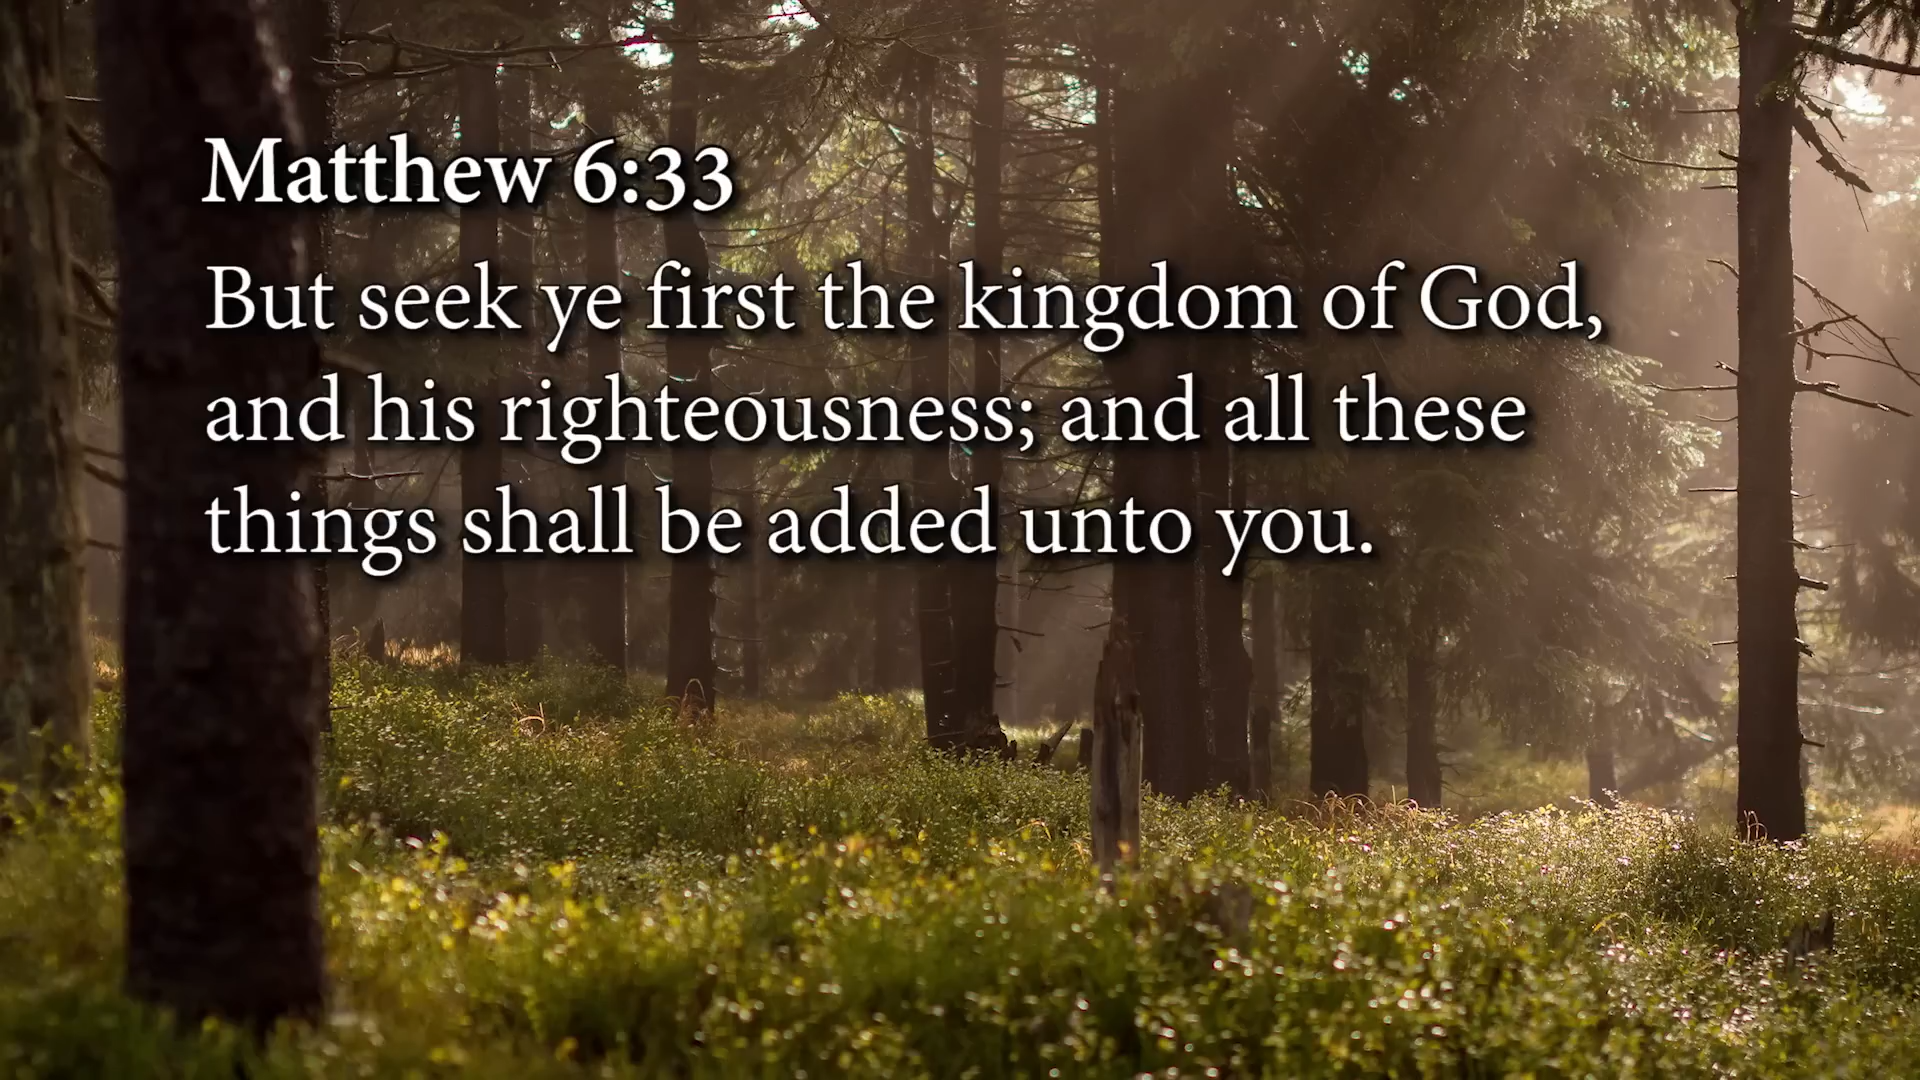 Matthew 6:33
But seek ye first the kingdom of God,
and his righteousness; and all these
things shall be added unto you.